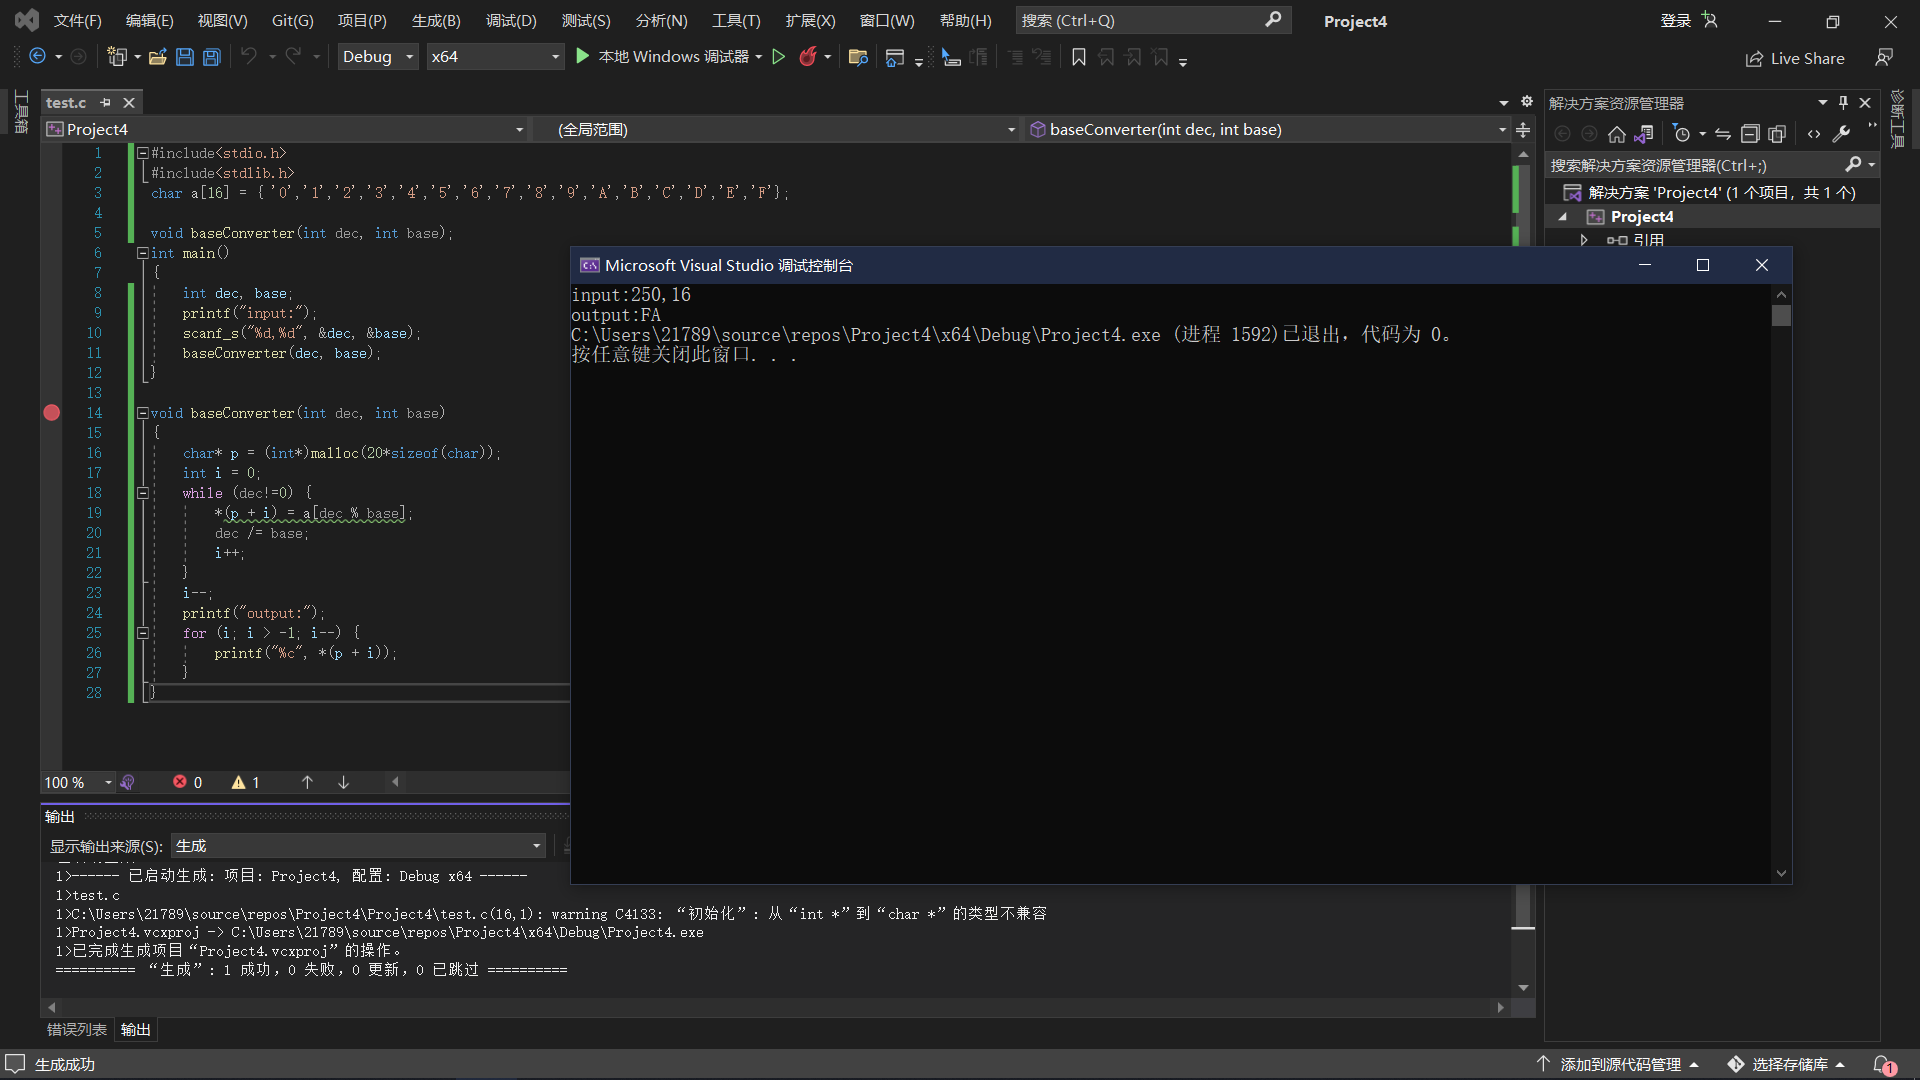 文件(F) 编辑(E) 视图(V) Git(G) 项目(P) 生成(B) 调试(D) 测试(S) 分析(N) 工具(T) 扩展(X) 窗口(W) 帮助(H) 搜索 (Ctrl+Q) Project4 登录
Debug x64 本地 Windows 调试器 Live Share
工具箱
test.c
Project4 (全局范围) baseConverter(int dec, int base)
1 #include<stdio.h>
2 #include<stdlib.h>
3 char a[16] = { '0','1','2','3','4','5','6','7','8','9','A','B','C','D','E','F'};
4
5 void baseConverter(int dec, int base);
6 int main()
7 {
8 int dec, base;
9 printf("input:");
10 scanf_s("%d,%d", &dec, &base);
11 baseConverter(dec, base);
12 }
13
14 void baseConverter(int dec, int base)
15 {
16 char* p = (int*)malloc(20*sizeof(char));
17 int i = 0;
18 while (dec!=0) {
19 *(p + i) = a[dec % base];
20 dec /= base;
21 i++;
22 }
23 i--;
24 printf("output:");
25 for (i; i > -1; i--) {
26 printf("%c", *(p + i));
27 }
28 }
100 % 0 1
Microsoft Visual Studio 调试控制台
input:250,16
output:FA
C:\Users\21789\source\repos\Project4\x64\Debug\Project4.exe (进程 1592)已退出，代码为 0。
按任意键关闭此窗口. . .
解决方案资源管理器
搜索解决方案资源管理器(Ctrl+;)
解决方案 'Project4' (1 个项目，共 1 个)
Project4
引用
诊断工具
输出
显示输出来源(S): 生成
1>------ 已启动生成: 项目: Project4, 配置: Debug x64 ------
1>test.c
1>C:\Users\21789\source\repos\Project4\Project4\test.c(16,1): warning C4133: “初始化”: 从“int *”到“char *”的类型不兼容
1>Project4.vcxproj -> C:\Users\21789\source\repos\Project4\x64\Debug\Project4.exe
1>已完成生成项目“Project4.vcxproj”的操作。
========== “生成”: 1 成功，0 失败，0 更新，0 已跳过 ==========
错误列表 输出
生成成功 添加到源代码管理 选择存储库 1